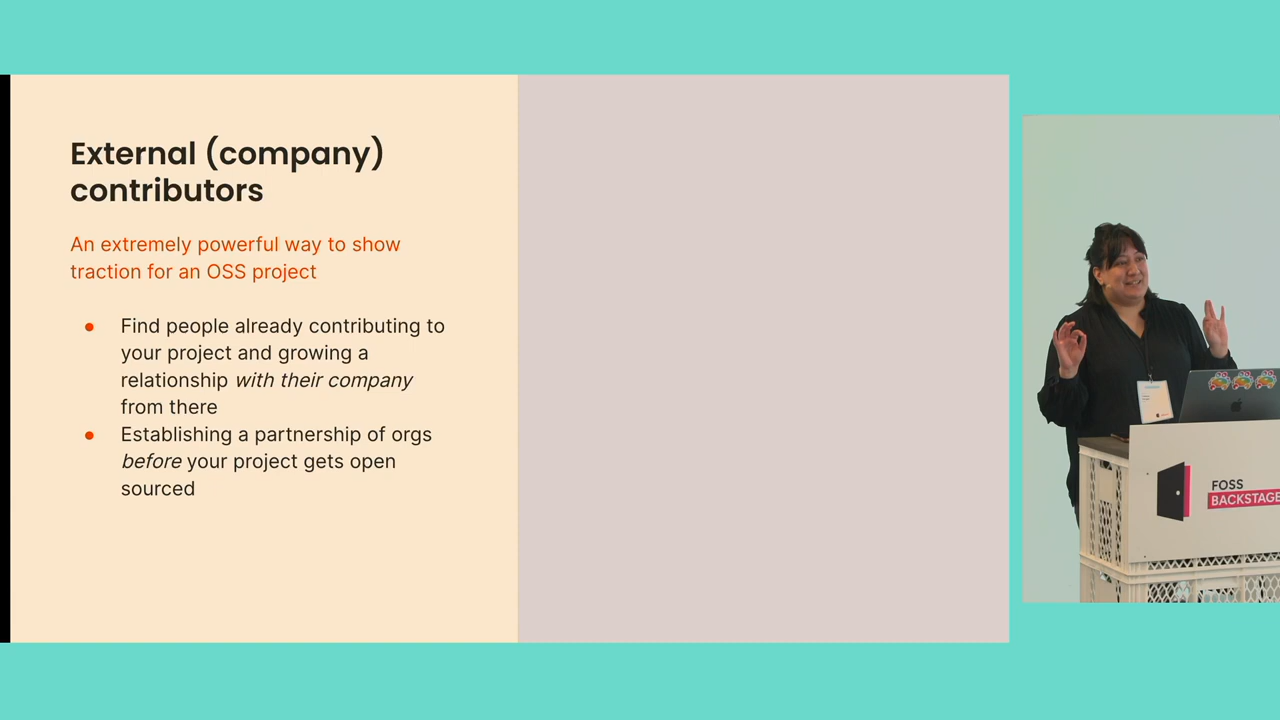 External (company)
contributors
An extremely powerful way to show
traction for an OSS project
● Find people already contributing to
your project and growing a
relationship with their company
from there
● Establishing a partnership of orgs
before your project gets open
sourced
FOSS
BACKSTAGE